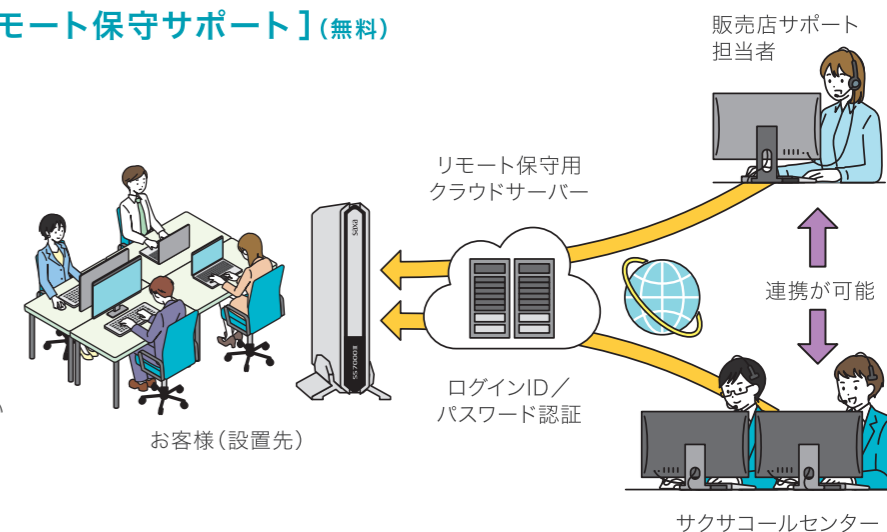 モート保守サポート](無料)
販売店サポート
担当者
リモート保守用
クラウドサーバー
saxa
SS7000Ⅲ
連携が可能
ログインID／
パスワード認証
お客様(設置先)
サクサコールセンター